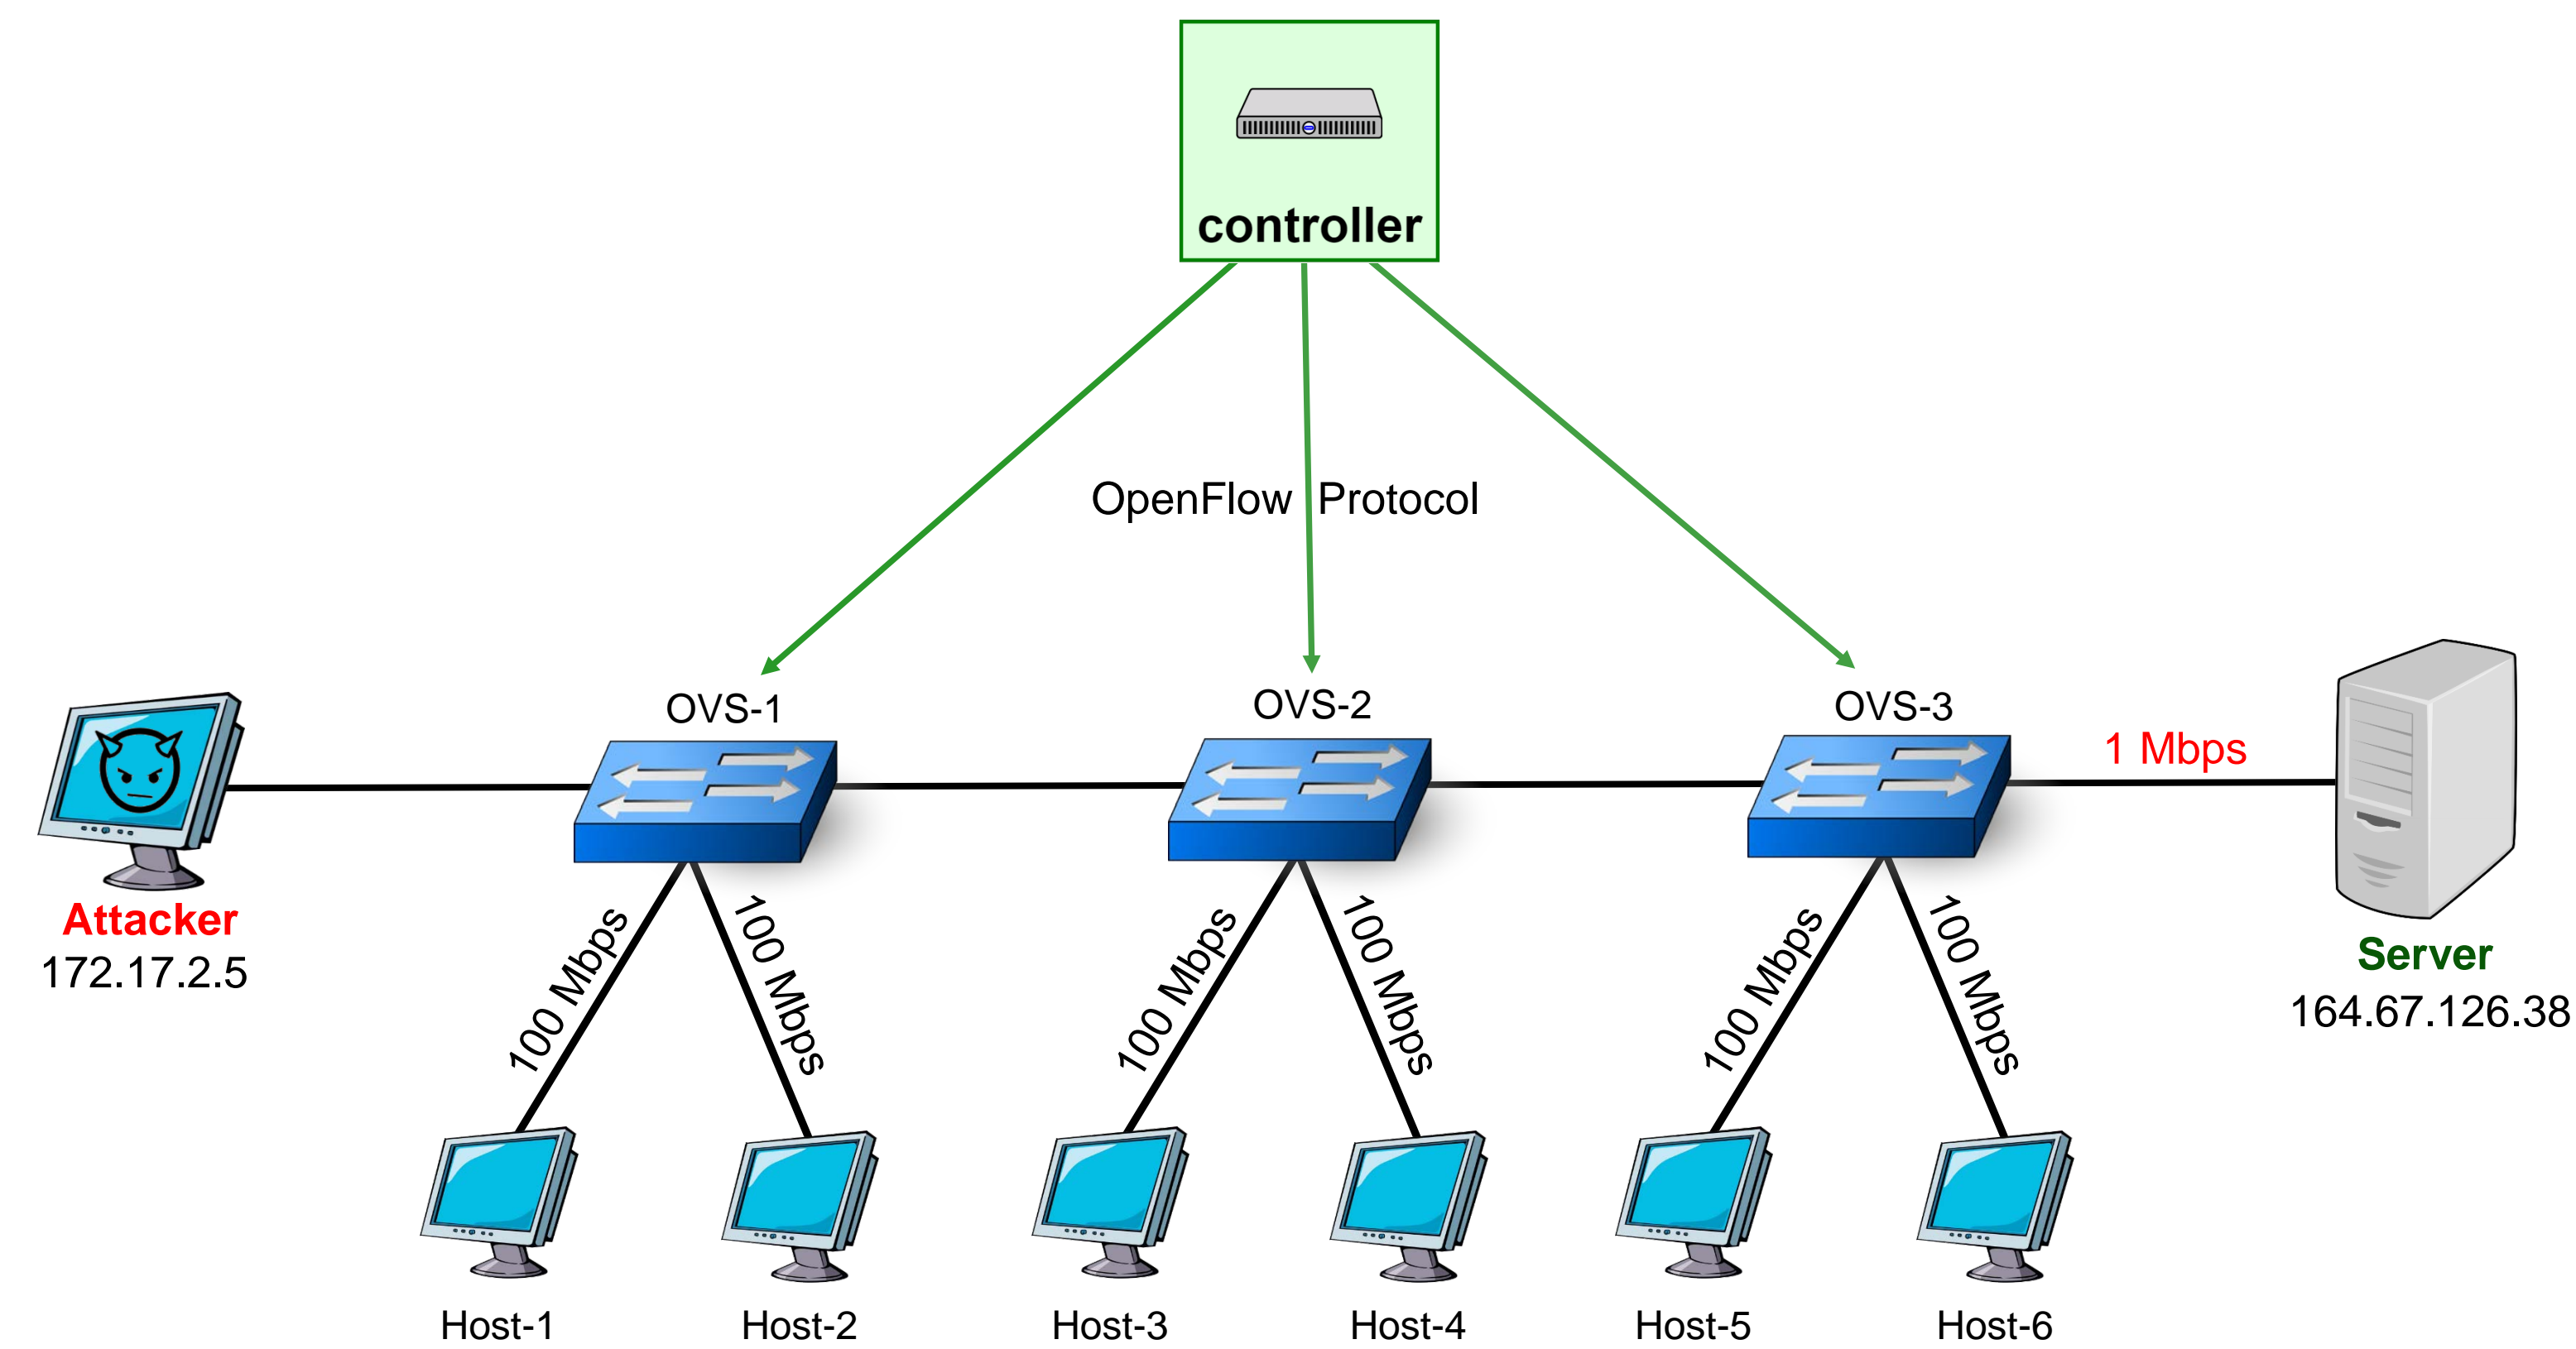 controller
OpenFlow Protocol
OVS-1
OVS-2
OVS-3
1 Mbps
Attacker
172.17.2.5
Server
164.67.126.38
100 Mbps
100 Mbps
100 Mbps
100 Mbps
100 Mbps
100 Mbps
Host-1
Host-2
Host-3
Host-4
Host-5
Host-6